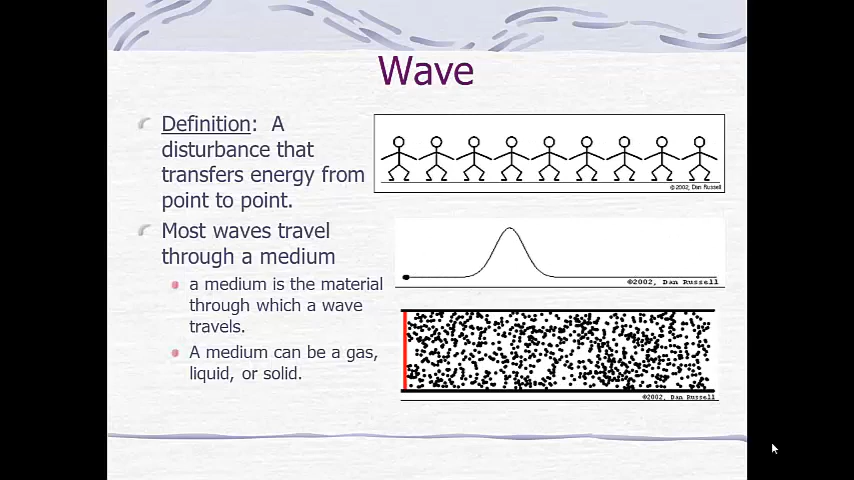 Wave
Definition: A
disturbance that
transfers energy from
point to point.
Most waves travel
through a medium
a medium is the material
through which a wave
travels.
A medium can be a gas,
liquid, or solid.
©2002, Dan Russell
©2002, Dan Russell
©2002, Dan Russell